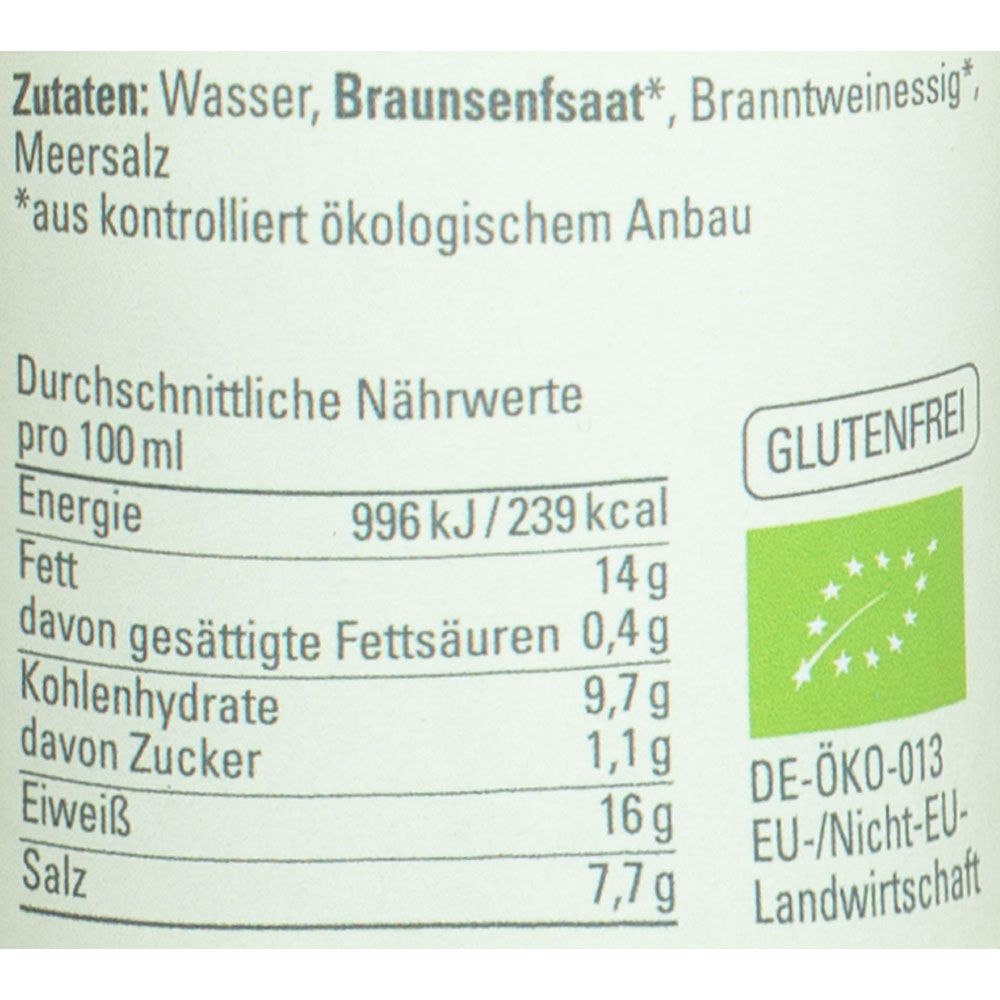 Zutaten: Wasser, Braunsenfsaat*, Branntweinessig*,
Meersalz
*aus kontrolliert ökologischem Anbau
Durchschnittliche Nährwerte
pro 100 ml
Energie 996 kJ / 239 kcal
Fett 14 g
davon gesättigte Fettsäuren 0,4 g
Kohlenhydrate 9,7 g
davon Zucker 1,1 g
Eiweiß 16 g
Salz 7,7 g
GLUTENFREI
DE-ÖKO-013
EU-/Nicht-EU-
Landwirtschaft